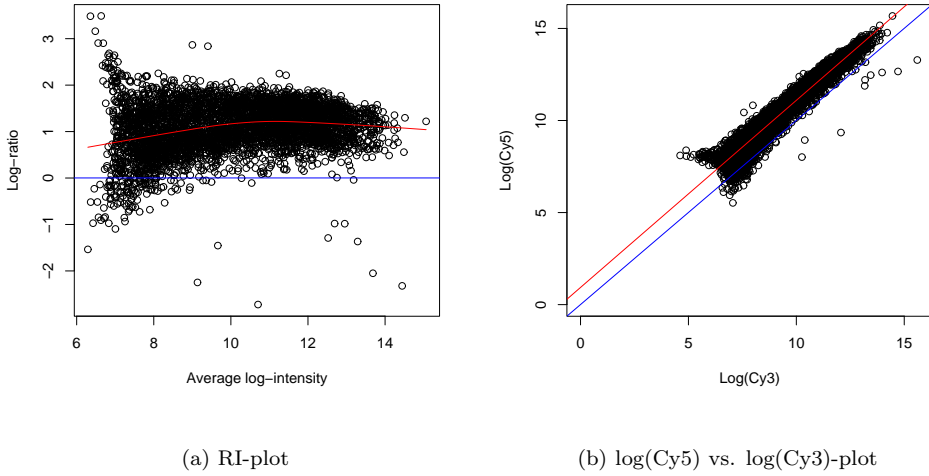 3
2
1
0
−1
−2
Log−ratio
6 8 10 12 14
Average log−intensity
(a) RI-plot
15
10
5
0
Log(Cy5)
0 5 10 15
Log(Cy3)
(b) log(Cy5) vs. log(Cy3)-plot